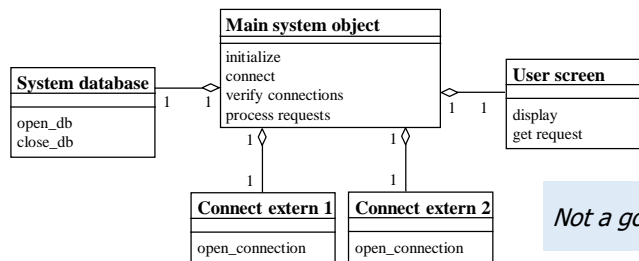 Main system object
initialize
connect
verify connections
process requests
System database
open_db
close_db
User screen
display
get request
1
1
1
1
1
1
1
1
Connect extern 1
open_connection
Connect extern 2
open_connection
Not a